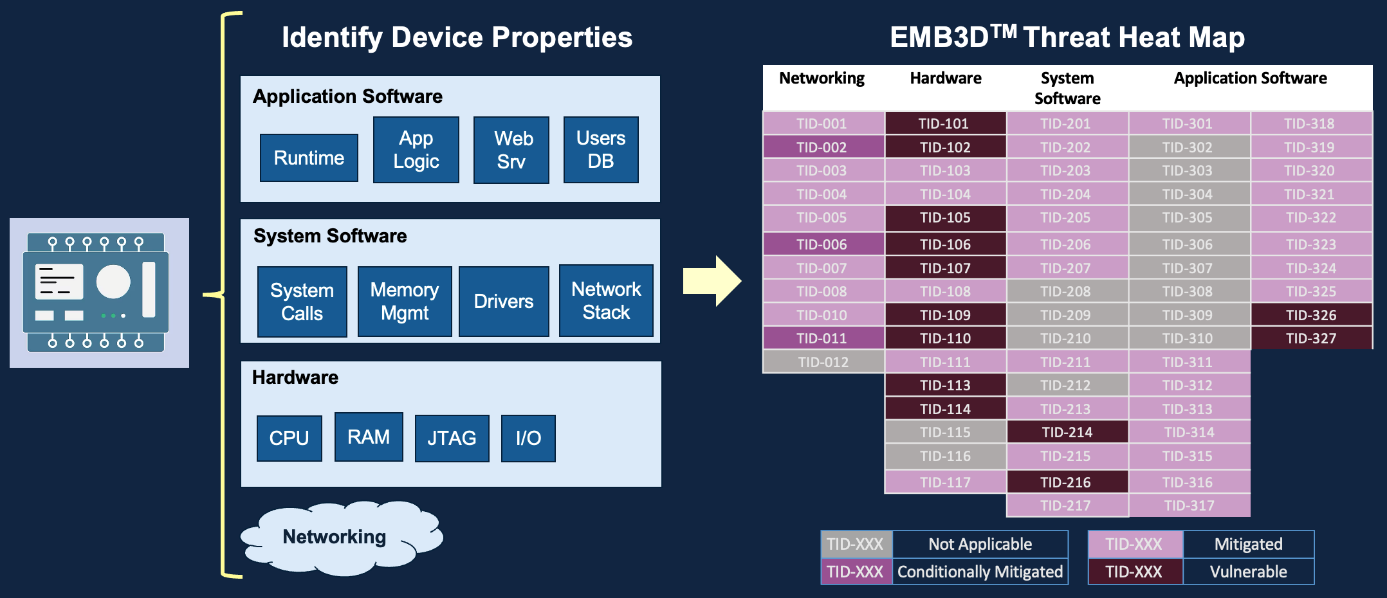 Identify Device Properties
Application Software
Runtime
App
Logic
Web
Srv
Users
DB
System Software
System
Calls
Memory
Mgmt
Drivers
Network
Stack
Hardware
CPU
RAM
JTAG
I/O
Networking
EMB3D™ Threat Heat Map
Networking Hardware System Software Application Software
TID-001 TID-101 TID-201 TID-301 TID-318
TID-002 TID-102 TID-202 TID-302 TID-319
TID-003 TID-103 TID-203 TID-303 TID-320
TID-004 TID-104 TID-204 TID-304 TID-321
TID-005 TID-105 TID-205 TID-305 TID-322
TID-006 TID-106 TID-206 TID-306 TID-323
TID-007 TID-107 TID-207 TID-307 TID-324
TID-008 TID-108 TID-208 TID-308 TID-325
TID-010 TID-109 TID-209 TID-309 TID-326
TID-011 TID-110 TID-210 TID-310 TID-327
TID-012 TID-111 TID-211 TID-311
TID-113 TID-212 TID-312
TID-114 TID-213 TID-313
TID-115 TID-214 TID-314
TID-116 TID-215 TID-315
TID-117 TID-216 TID-316
TID-217 TID-317
TID-XXX Not Applicable TID-XXX Mitigated
TID-XXX Conditionally Mitigated TID-XXX Vulnerable